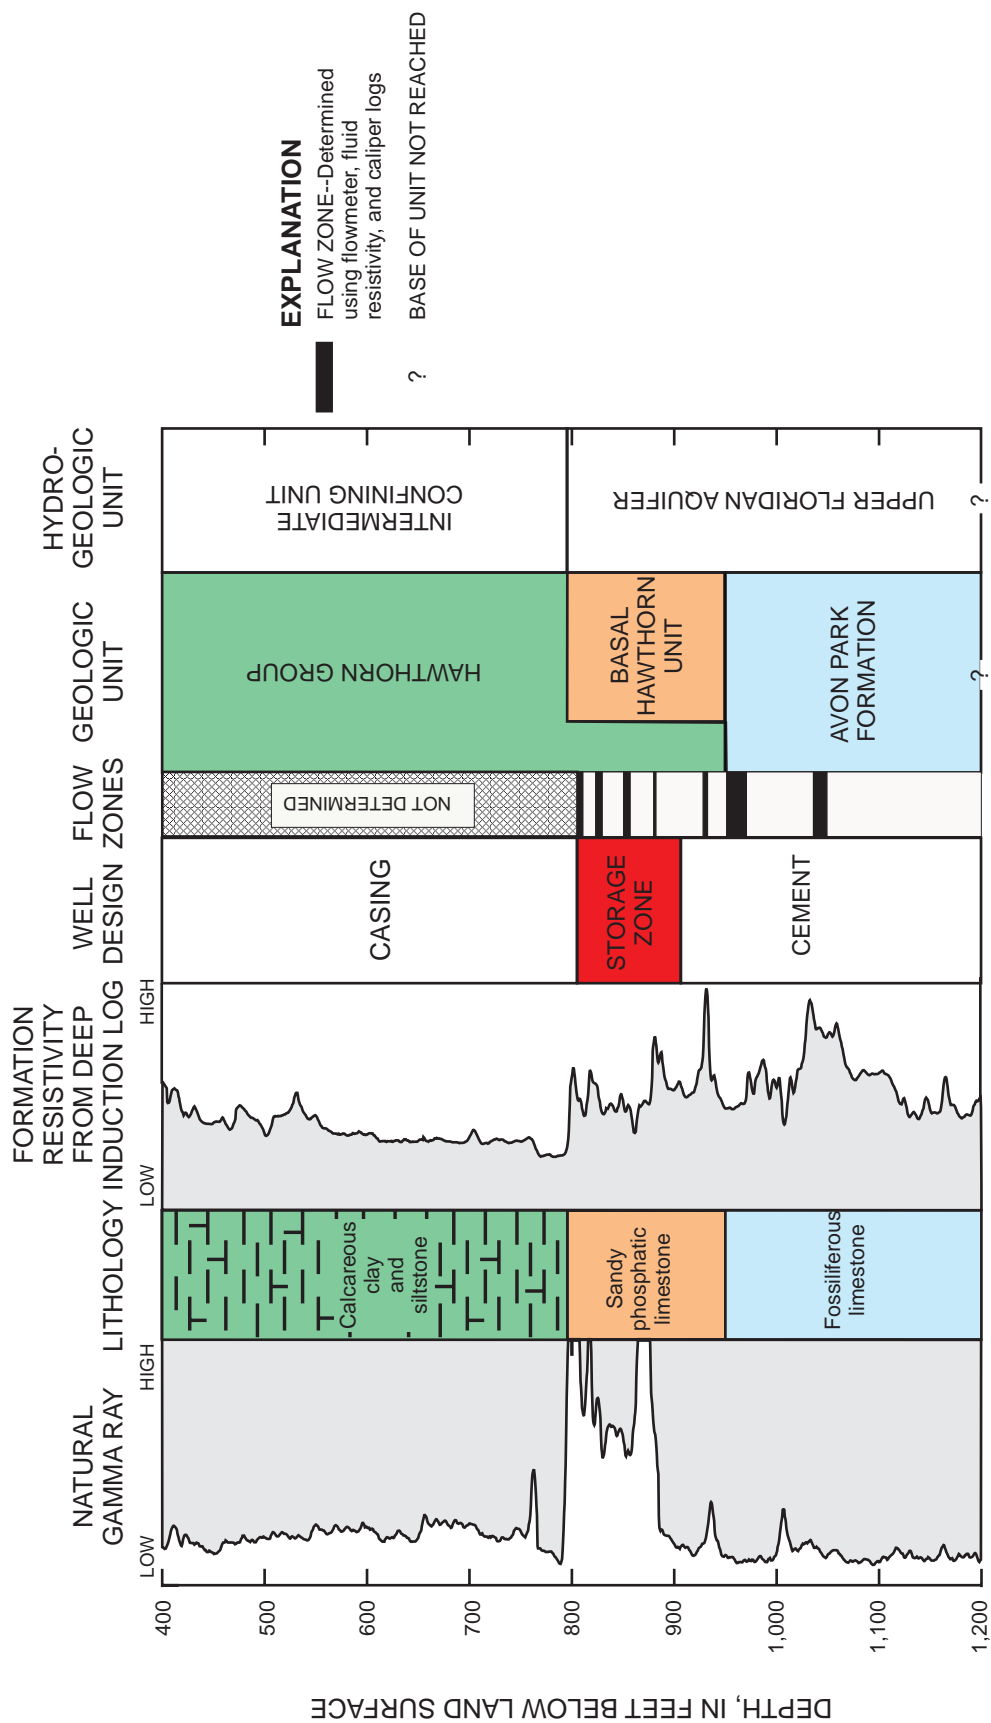 NATURAL
GAMMA RAY
LOW
HIGH
LITHOLOGY
FORMATION
RESISTIVITY
FROM DEEP
INDUCTION LOG
LOW
HIGH
WELL
DESIGN
FLOW
ZONES
GEOLOGIC
UNIT
HYDRO-
GEOLOGIC
UNIT
DEPTH, IN FEET BELOW LAND SURFACE
400
500
600
700
800
900
1,000
1,100
1,200
Calcareous
clay
and
siltstone
Sandy
phosphatic
limestone
Fossiliferous
limestone
CASING
STORAGE
ZONE
CEMENT
NOT DETERMINED
HAWTHORN GROUP
BASAL
HAWTHORN
UNIT
AVON PARK
FORMATION
?
INTERMEDIATE
CONFINING UNIT
UPPER FLORIDAN AQUIFER
?
EXPLANATION
FLOW ZONE--Determined
using flowmeter, fluid
resistivity, and caliper logs
? BASE OF UNIT NOT REACHED